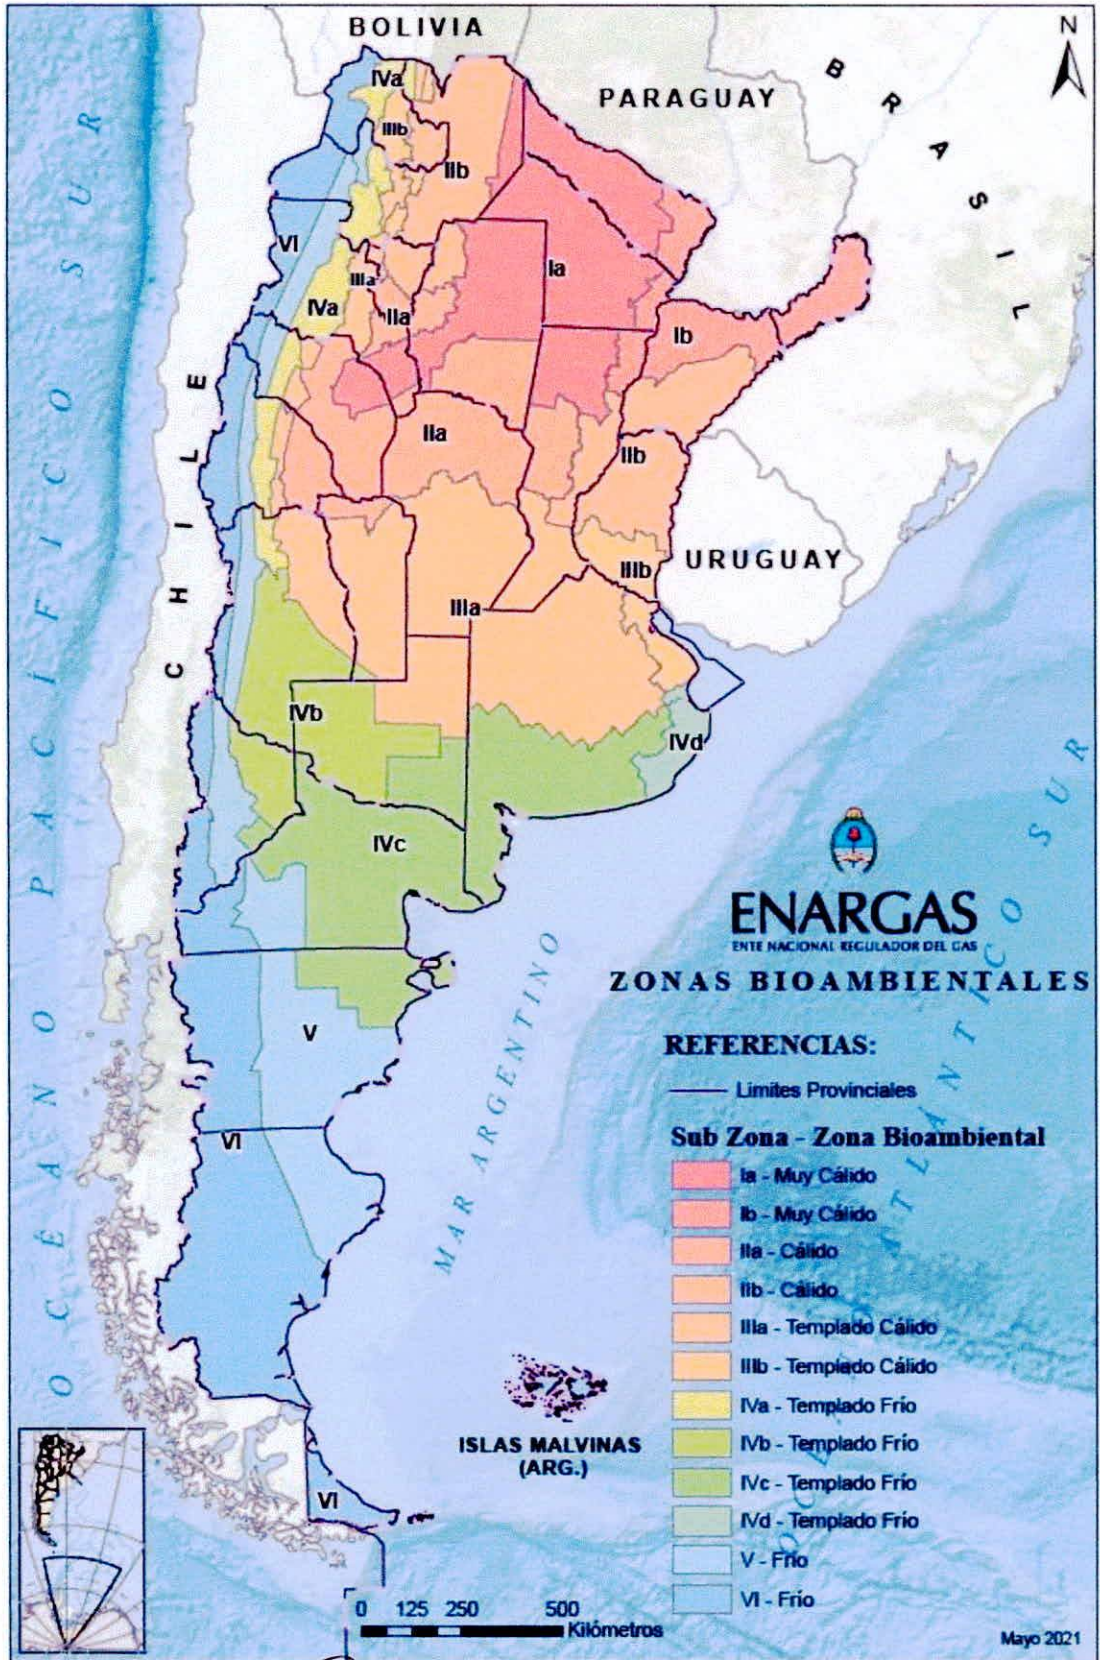 N
BOLIVIA
PARAGUAY
BRASIL
OCÉANO PACÍFICO SUR
CHILE
IVa
IIIb
IIb
VI
IIIa
IVa
IIa
Ia
Ib
IIa
IIb
IIIb
URUGUAY
IIIa
IVb
IVd
IVc
V
VI
VI
MAR ARGENTINO
OCÉANO ATLÁNTICO SUR
ENARGAS
ENTE NACIONAL REGULADOR DEL GAS
ZONAS BIOAMBIENTALES
REFERENCIAS:
Limites Provinciales
Sub Zona - Zona Bioambiental
Ia - Muy Cálido
Ib - Muy Cálido
IIa - Cálido
IIb - Cálido
IIIa - Templado Cálido
IIIb - Templado Cálido
IVa - Templado Frío
IVb - Templado Frío
IVc - Templado Frío
IVd - Templado Frío
V - Frío
VI - Frío
ISLAS MALVINAS
(ARG.)
0 125 250 500
Kilómetros
Mayo 2021